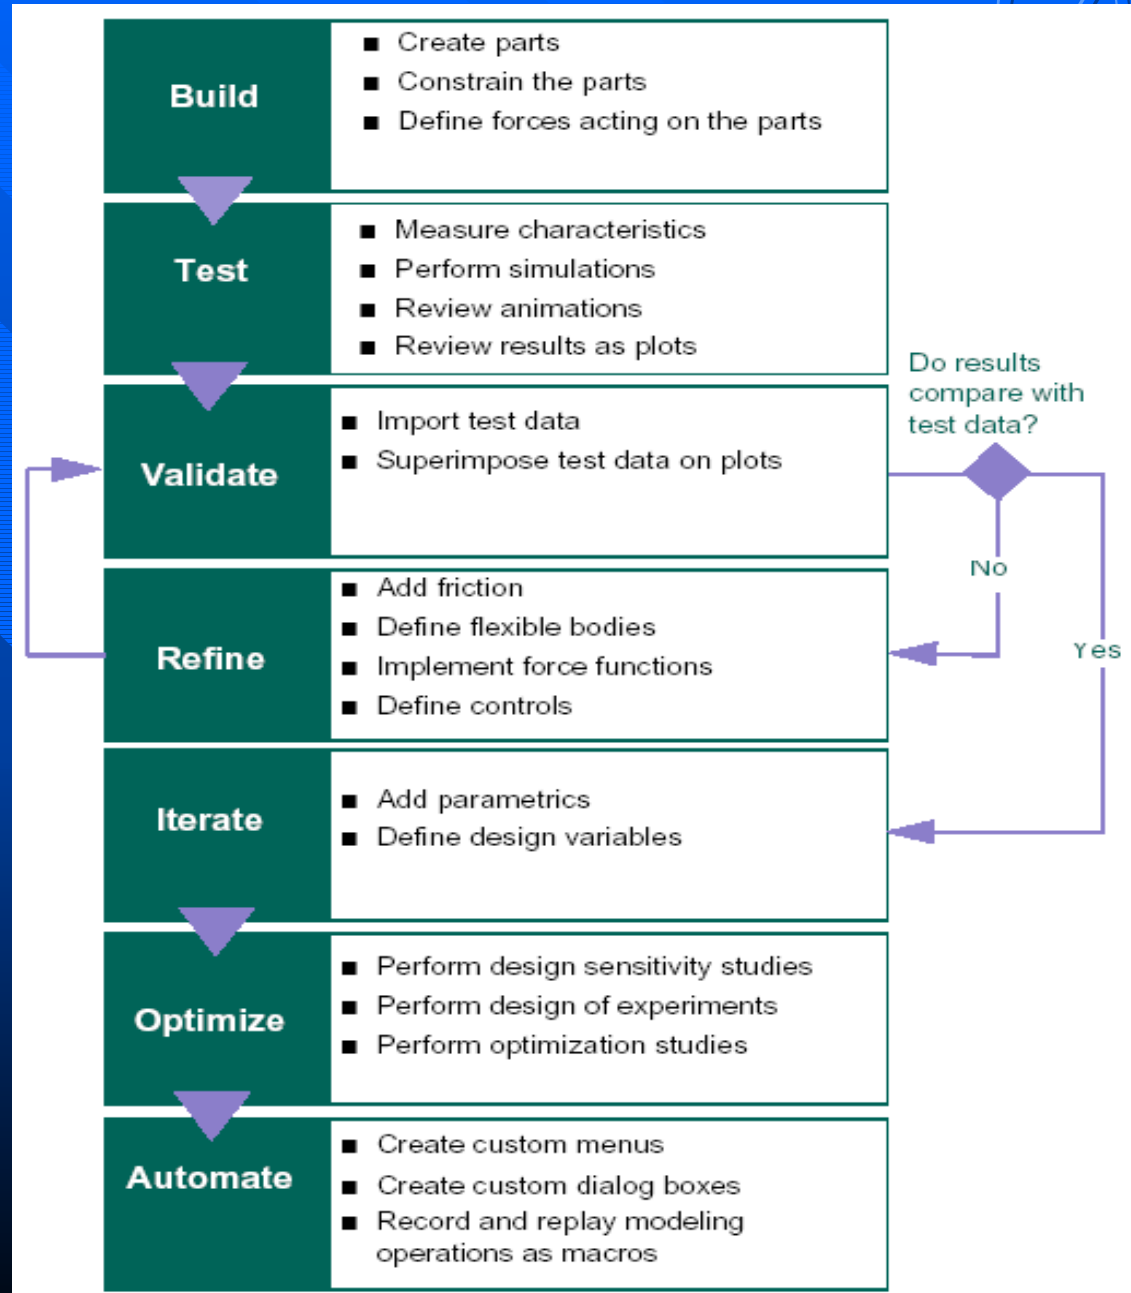 Build
■ Create parts
■ Constrain the parts
■ Define forces acting on the parts
Test
■ Measure characteristics
■ Perform simulations
■ Review animations
■ Review results as plots
Validate
■ Import test data
■ Superimpose test data on plots
Do results
compare with
test data?
No
Yes
Refine
■ Add friction
■ Define flexible bodies
■ Implement force functions
■ Define controls
Iterate
■ Add parametrics
■ Define design variables
Optimize
■ Perform design sensitivity studies
■ Perform design of experiments
■ Perform optimization studies
Automate
■ Create custom menus
■ Create custom dialog boxes
■ Record and replay modeling
operations as macros